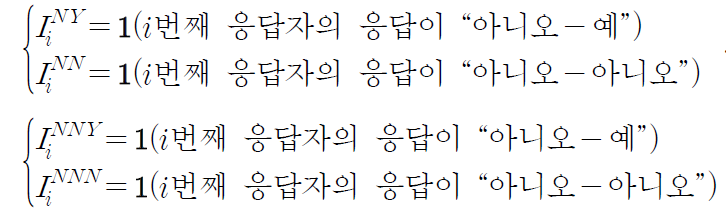 I_i^{NY} = 1(i번째 응답자의 응답이 “아니오－예”)
I_i^{NN} = 1(i번째 응답자의 응답이 “아니오－아니오”)
I_i^{NNY} = 1(i번째 응답자의 응답이 “아니오－예”)
I_i^{NNN} = 1(i번째 응답자의 응답이 “아니오－아니오”)